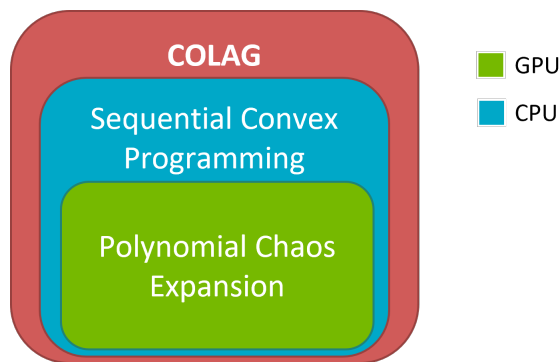 COLAG
GPU
CPU
Sequential Convex
Programming
Polynomial Chaos
Expansion